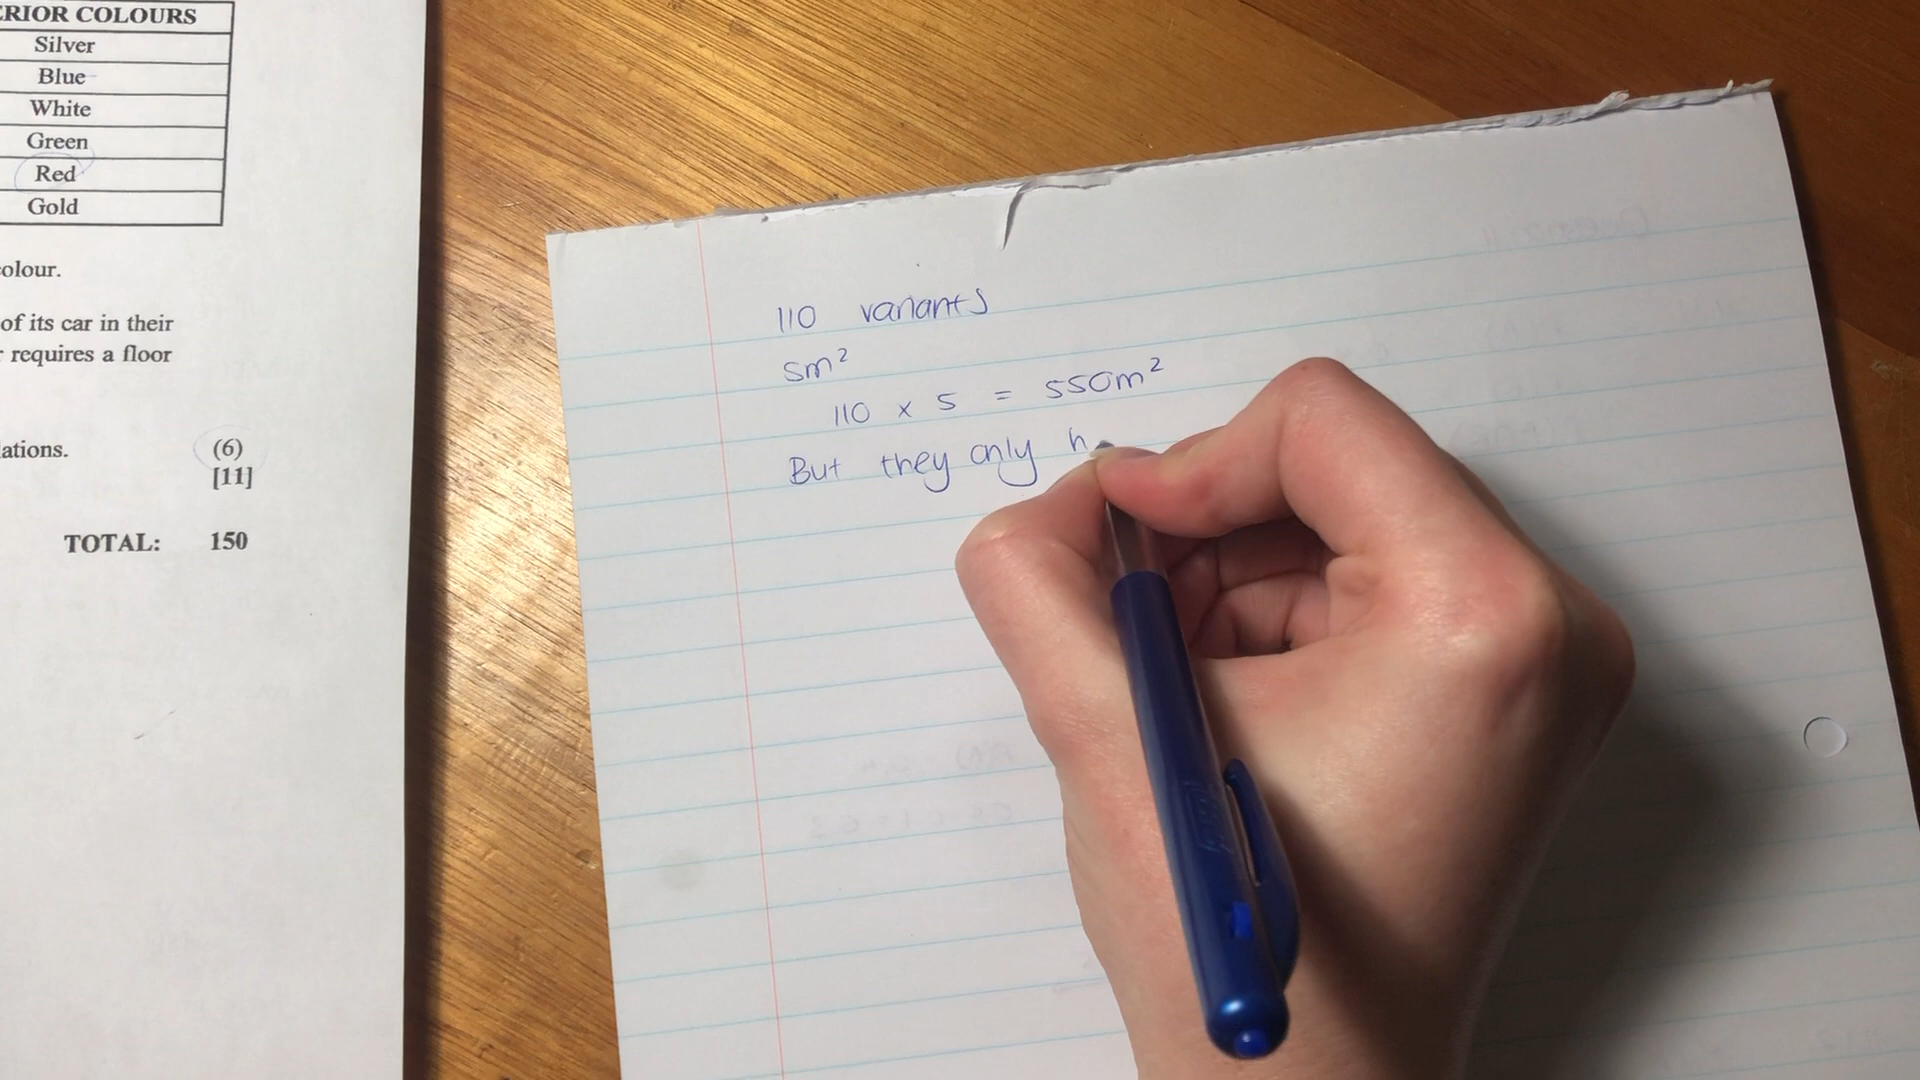 ERIOR COLOURS
Silver
Blue
White
Green
Red
Gold
olour.
of its car in their
r requires a floor
ations. (6)
[11]
TOTAL: 150
110 variants
5m²
110 x 5 = 550m²
But they only h